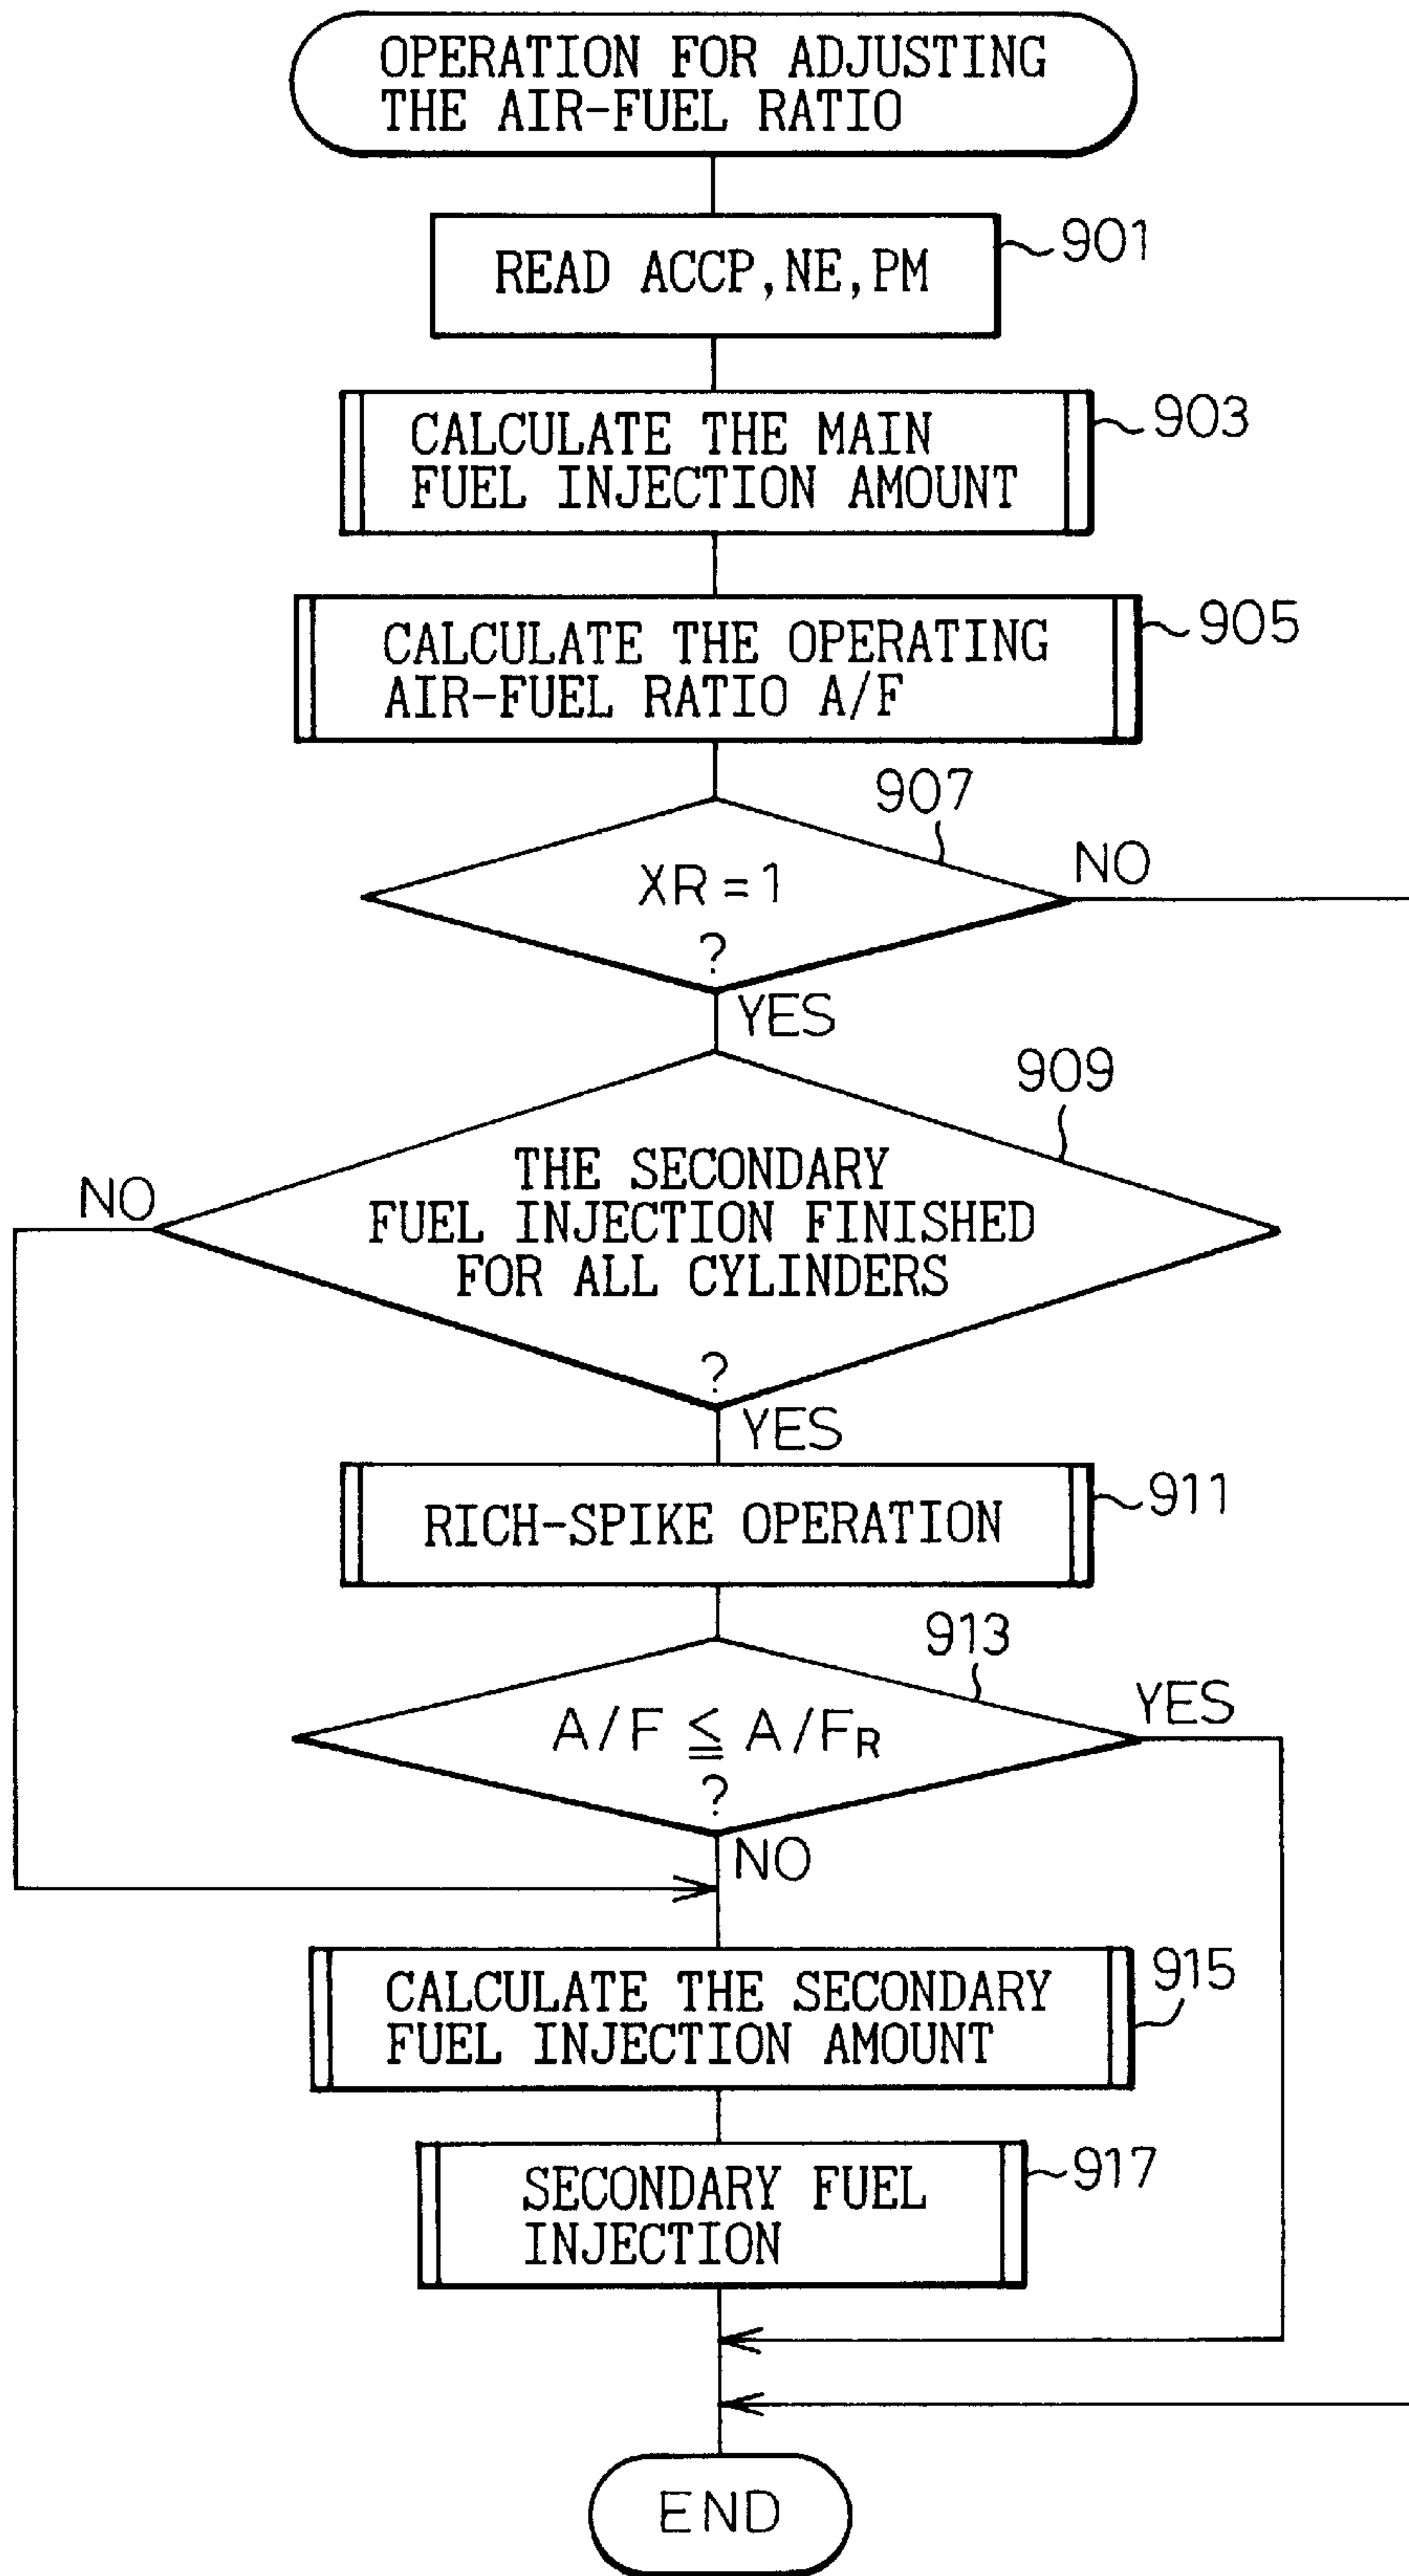 OPERATION FOR ADJUSTING
THE AIR-FUEL RATIO
READ ACCP,NE,PM
901
CALCULATE THE MAIN
FUEL INJECTION AMOUNT
903
CALCULATE THE OPERATING
AIR-FUEL RATIO A/F
905
907
XR=1
?
NO
YES
909
THE SECONDARY
FUEL INJECTION FINISHED
FOR ALL CYLINDERS
?
NO
YES
RICH-SPIKE OPERATION
911
913
A/F ≦ A/FR
?
YES
NO
CALCULATE THE SECONDARY
FUEL INJECTION AMOUNT
915
SECONDARY FUEL
INJECTION
917
END